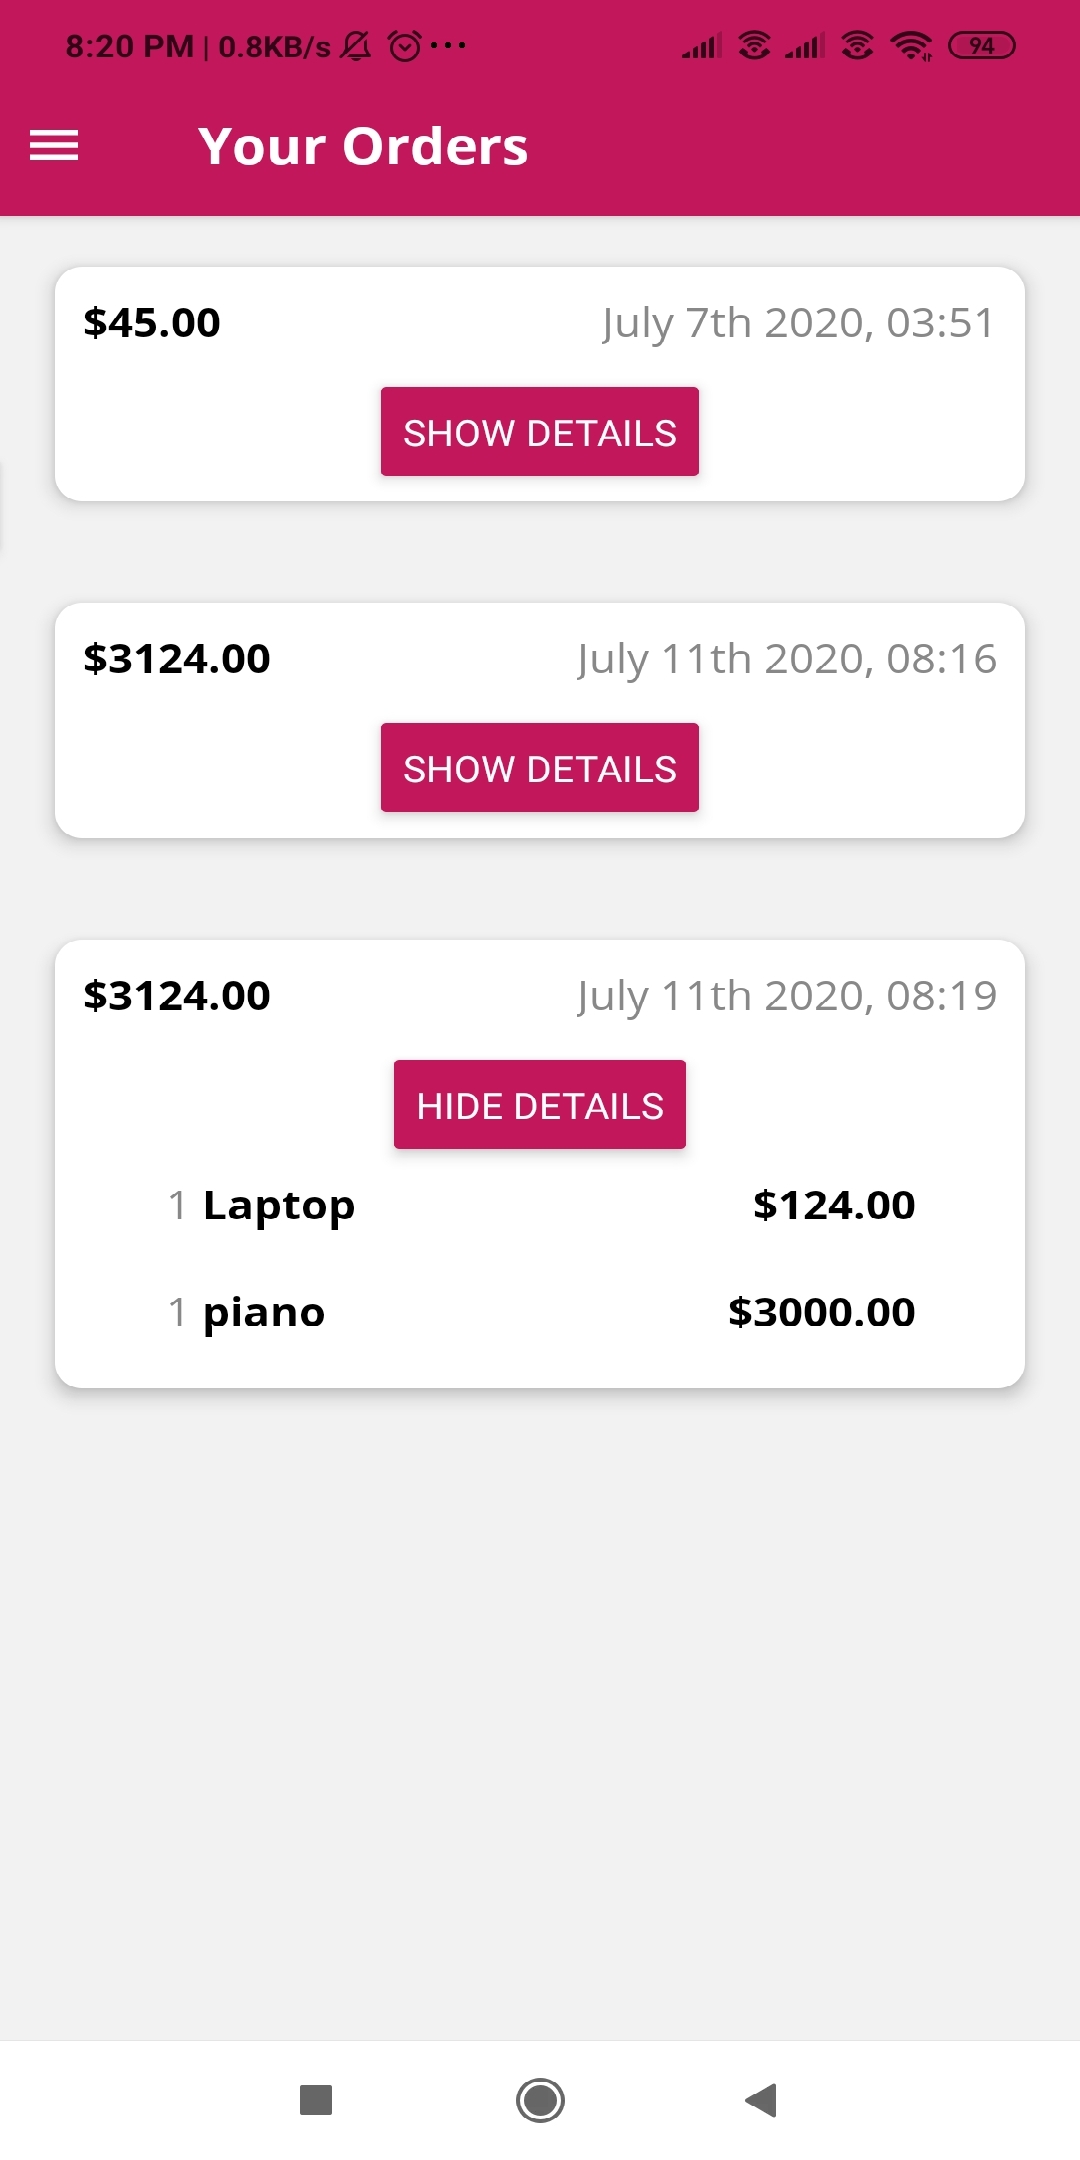 8:20 PM | 0.8KB/s ... 94
Your Orders
$45.00 July 7th 2020, 03:51
SHOW DETAILS
$3124.00 July 11th 2020, 08:16
SHOW DETAILS
$3124.00 July 11th 2020, 08:19
HIDE DETAILS
1 Laptop $124.00
1 piano $3000.00